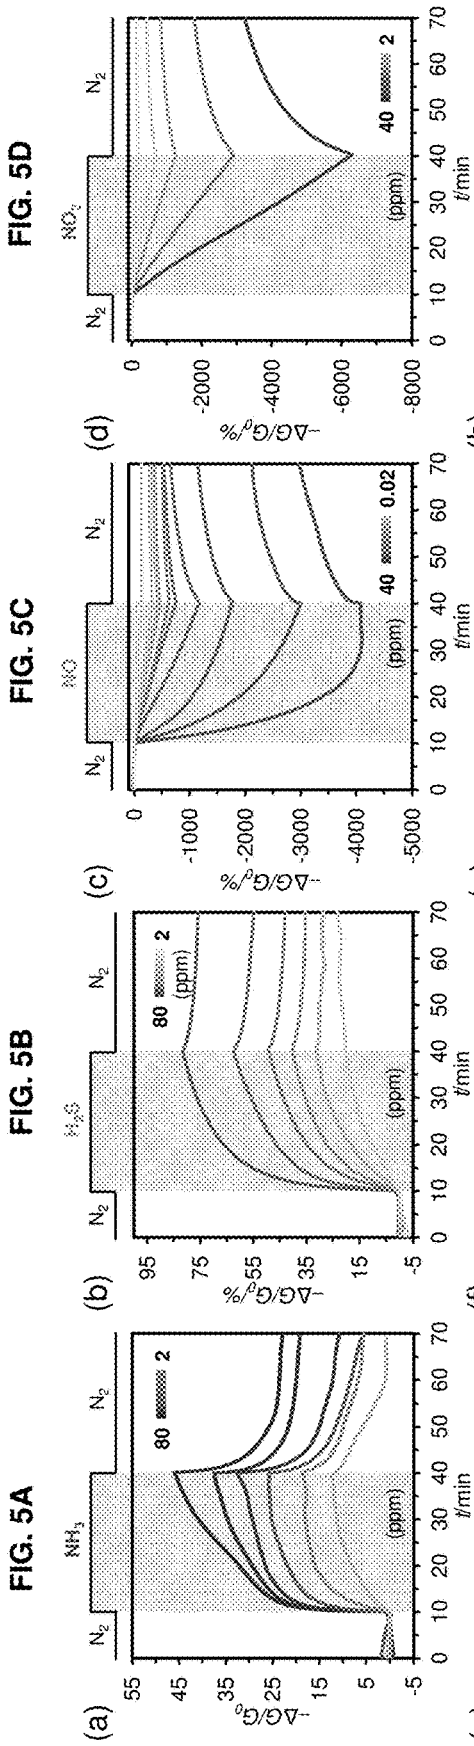 FIG. 5A
(a)
N2
NH3
N2
80 2
(ppm)
55
45
35
25
15
5
-5
–ΔG/G0
0 10 20 30 40 50 60 70
t/min
FIG. 5B
(b)
N2
H2S
N2
80 2
(ppm)
(ppm)
95
75
55
35
15
-5
–ΔG/G0/%
0 10 20 30 40 50 60 70
t/min
FIG. 5C
(c)
N2
NO
N2
40 0.02
(ppm)
0
-1000
-2000
-3000
-4000
-5000
–ΔG/G0/%
0 10 20 30 40 50 60 70
t/min
FIG. 5D
(d)
N2
NO2
N2
40 2
(ppm)
0
-2000
-4000
-6000
-8000
–ΔG/G0/%
0 10 20 30 40 50 60 70
t/min